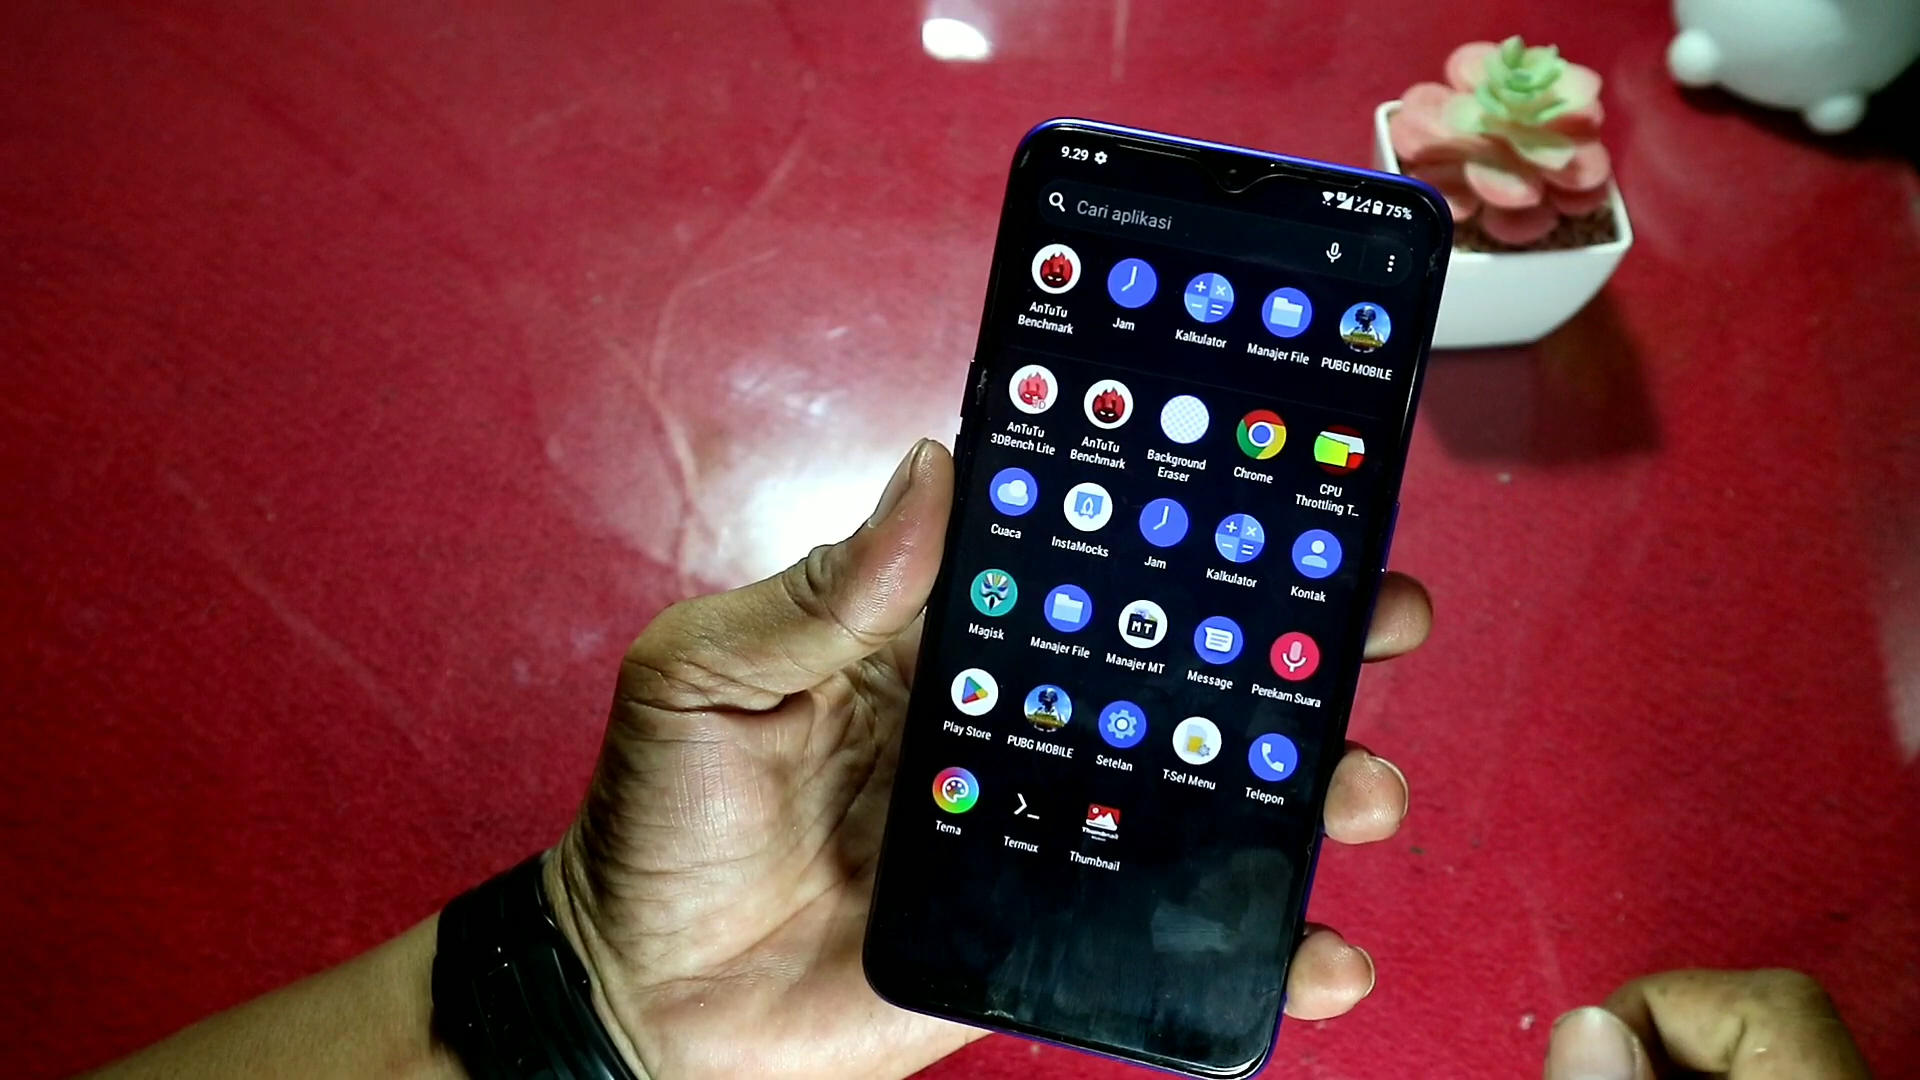 9.29
75%
Cari aplikasi
AnTuTu
Benchmark
Jam
Kalkulator
Manajer File
PUBG MOBILE
AnTuTu
3DBench Lite
AnTuTu
Benchmark
Background
Eraser
Chrome
CPU
Throttling T...
Cuaca
InstaMocks
Jam
Kalkulator
Kontak
Magisk
Manajer File
MT
Manajer MT
Message
Perekam Suara
Play Store
PUBG MOBILE
Setelan
T-Sel Menu
Telepon
Tema
Termux
Thumbnail
Thumbnail